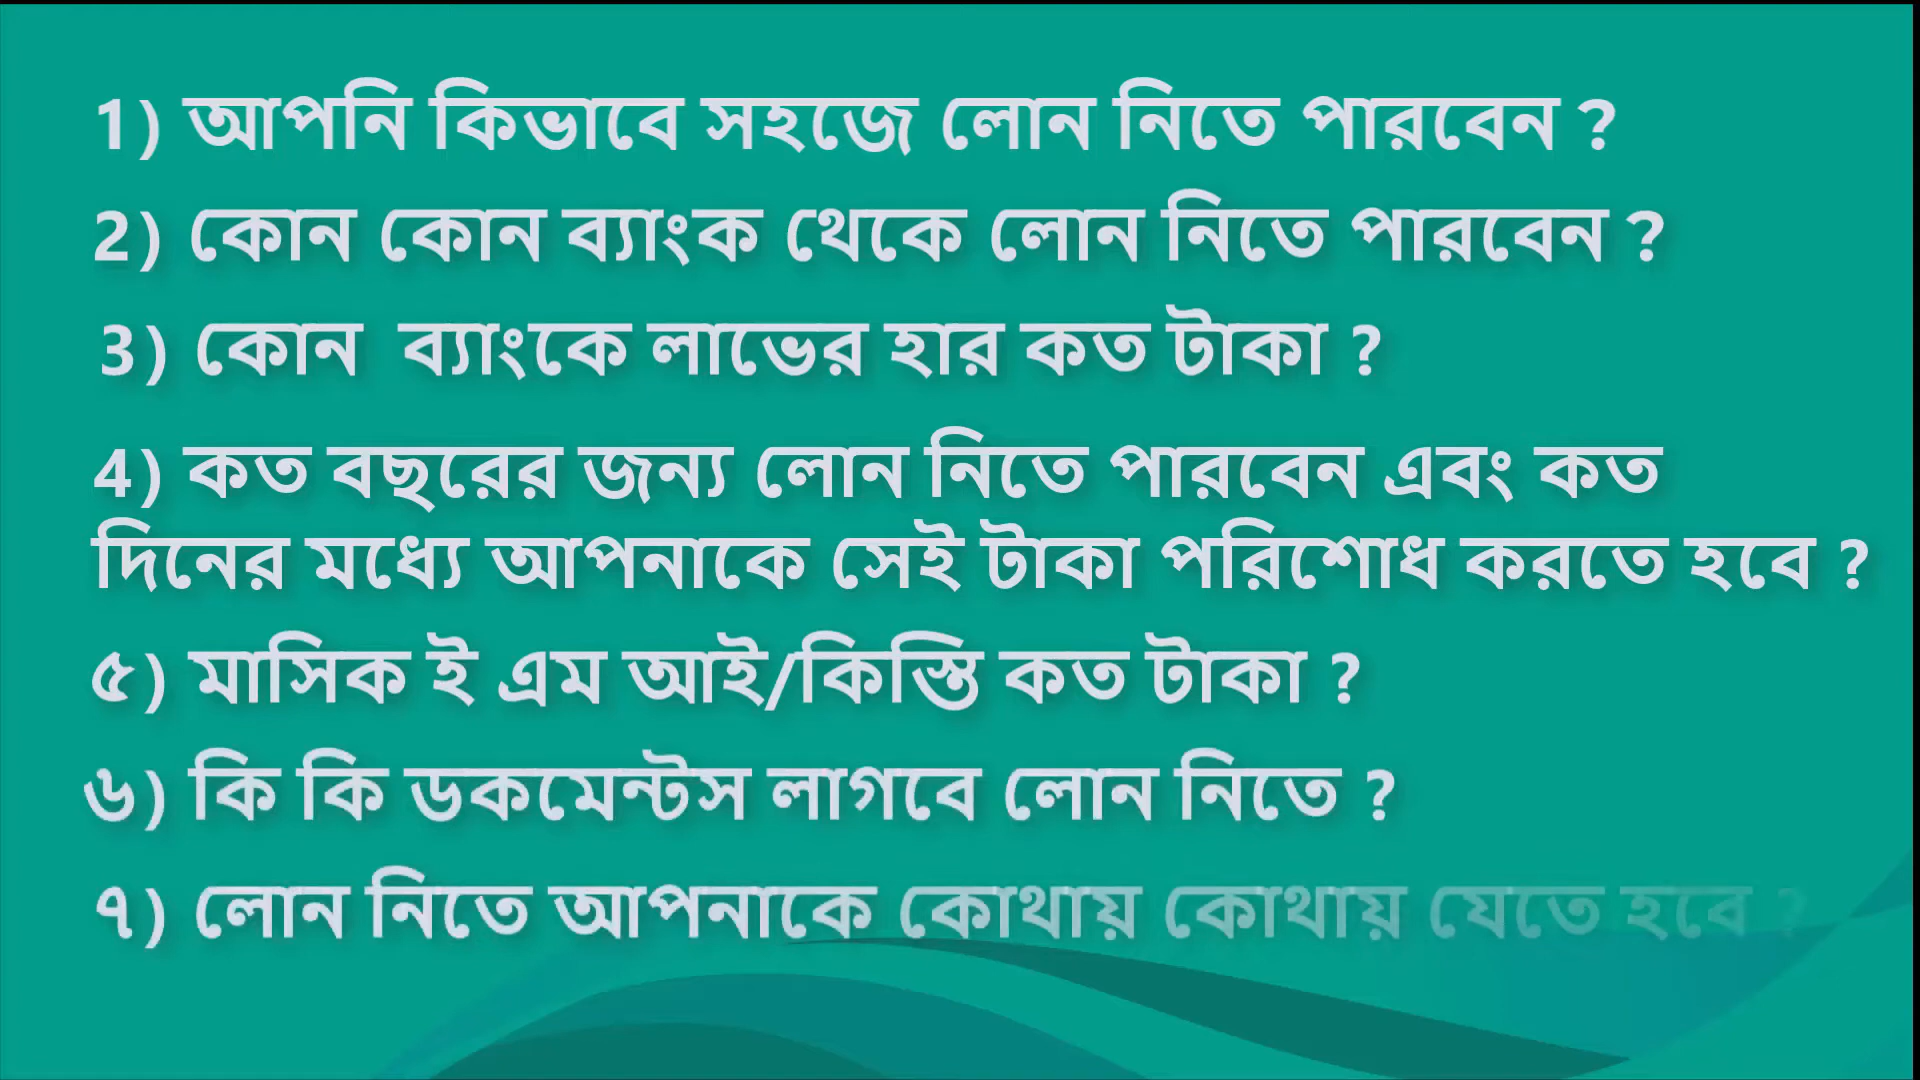 1) আপনি কিভাবে সহজে লোন নিতে পারবেন ?
2) কোন কোন ব্যাংক থেকে লোন নিতে পারবেন ?
3) কোন ব্যাংকে লাভের হার কত টাকা ?
4) কত বছরের জন্য লোন নিতে পারবেন এবং কত
দিনের মধ্যে আপনাকে সেই টাকা পরিশোধ করতে হবে ?
৫) মাসিক ই এম আই/কিস্তি কত টাকা ?
৬) কি কি ডকমেন্টস লাগবে লোন নিতে ?
৭) লোন নিতে আপনাকে কোথায় কোথায় যেতে হবে ?